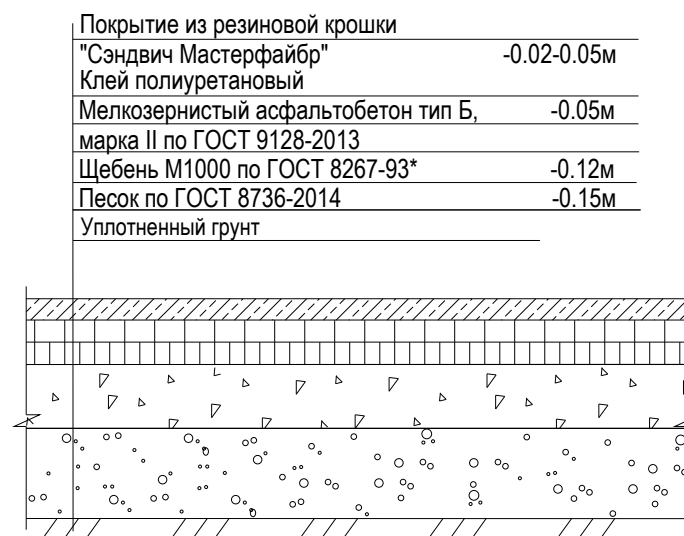 Покрытие из резиновой крошки
"Сэндвич Мастерфайбр" -0.02-0.05м
Клей полиуретановый
Мелкозернистый асфальтобетон тип Б, -0.05м
марка II по ГОСТ 9128-2013
Щебень М1000 по ГОСТ 8267-93* -0.12м
Песок по ГОСТ 8736-2014 -0.15м
Уплотненный грунт